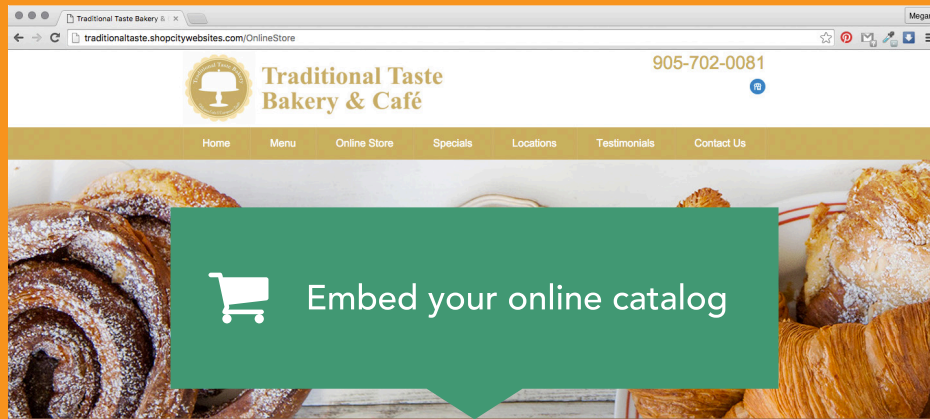 Traditional Taste Bakery & 
Megan
traditionaltaste.shopcitywebsites.com/OnlineStore
Traditional Taste
Bakery & Café
905-702-0081
Home Menu Online Store Specials Locations Testimonials Contact Us
Embed your online catalog